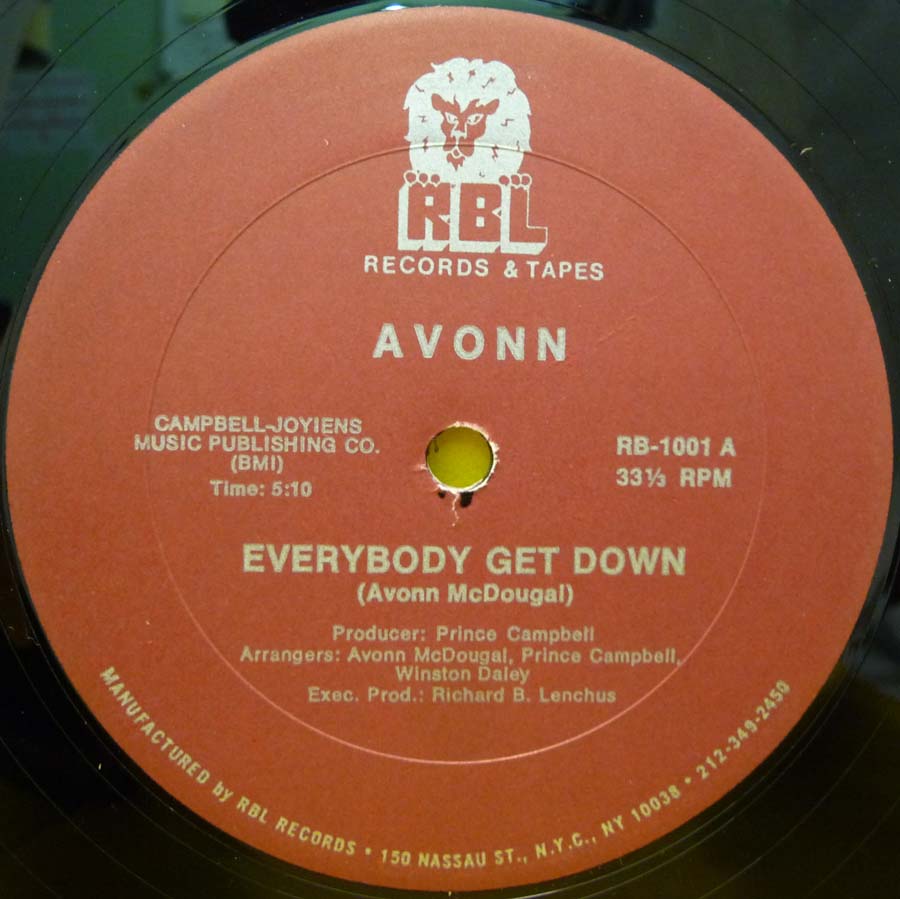 RBL
RECORDS & TAPES
AVONN
CAMPBELL-JOYIENS
MUSIC PUBLISHING CO.
(BMI)
Time: 5:10
RB-1001 A
33⅓ RPM
EVERYBODY GET DOWN
(Avonn McDougal)
Producer: Prince Campbell
Arrangers: Avonn McDougal, Prince Campbell,
Winston Daley
Exec. Prod.: Richard B. Lenchus
MANUFACTURED by RBL RECORDS • 150 NASSAU ST., N.Y.C., NY 10038 • 212-349-2450